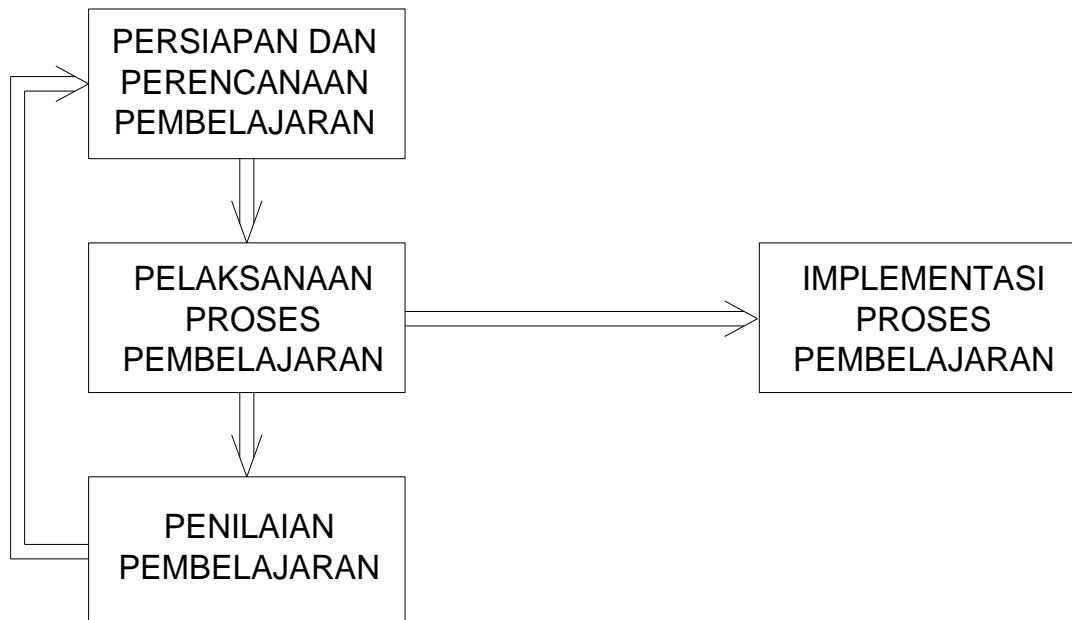 PERSIAPAN DAN
PERENCANAAN
PEMBELAJARAN
PELAKSANAAN
PROSES
PEMBELAJARAN
IMPLEMENTASI
PROSES
PEMBELAJARAN
PENILAIAN
PEMBELAJARAN